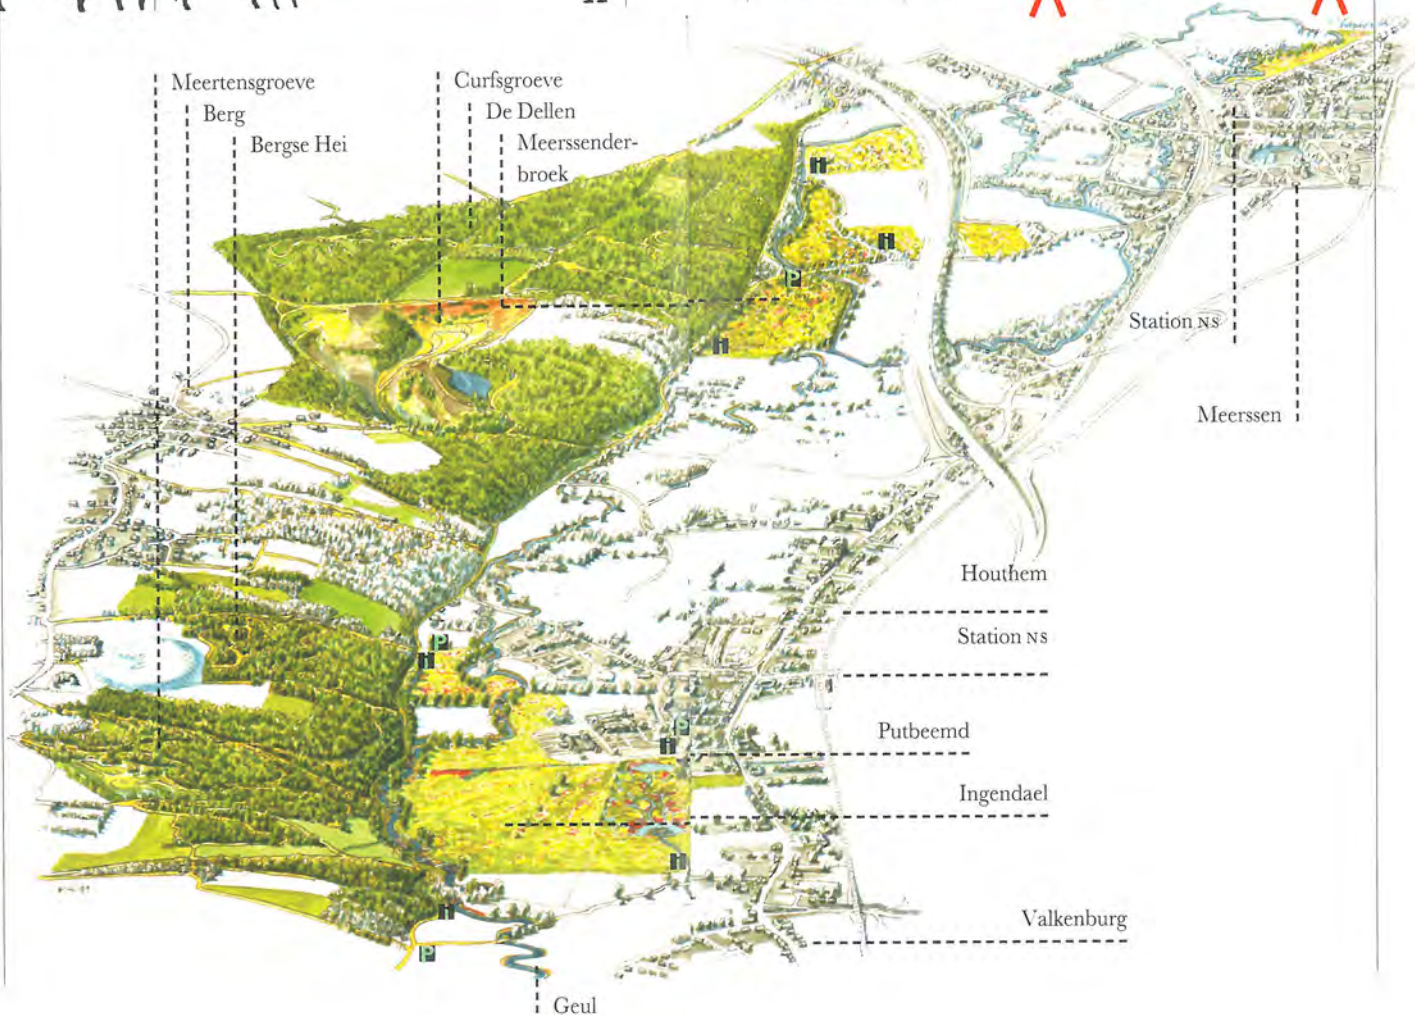 Meertensgroeve
Berg
Bergse Hei
Curfsgroeve
De Dellen
Meerssender-
broek
P
Station NS
Meerssen
Houthem
Station NS
P
P
Putbeemd
Ingendael
Valkenburg
P
Geul